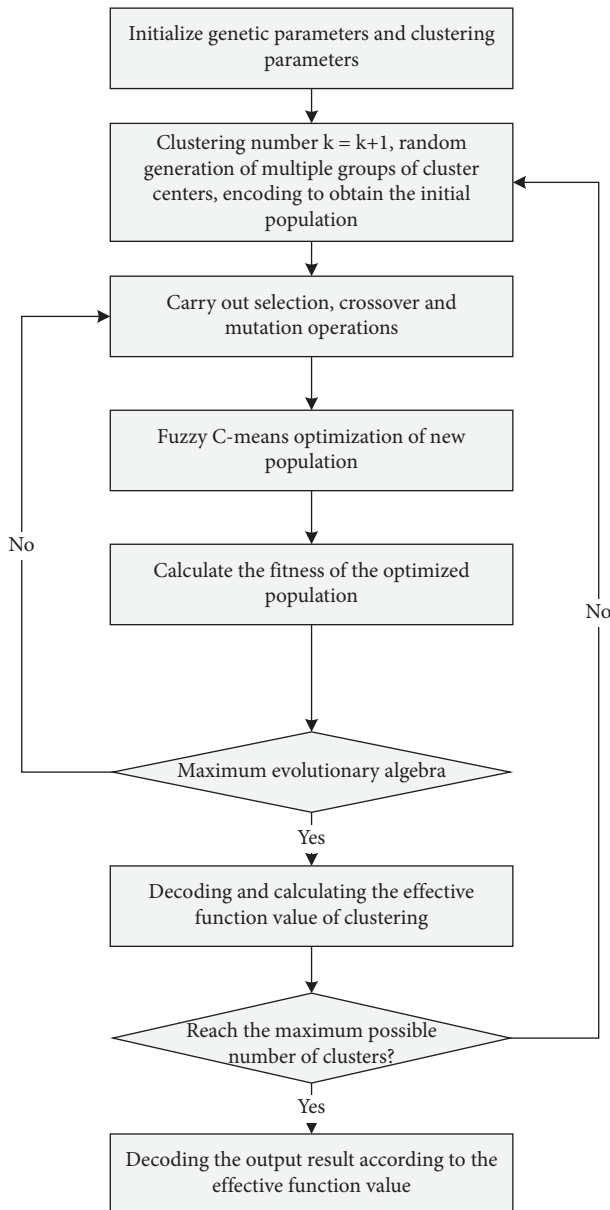 Initialize genetic parameters and clustering
parameters
Clustering number k = k+1, random
generation of multiple groups of cluster
centers, encoding to obtain the initial
population
Carry out selection, crossover and
mutation operations
Fuzzy C-means optimization of new
population
No
Calculate the fitness of the optimized
population
No
Maximum evolutionary algebra
Yes
Decoding and calculating the effective
function value of clustering
Reach the maximum possible
number of clusters?
Yes
Decoding the output result according to the
effective function value